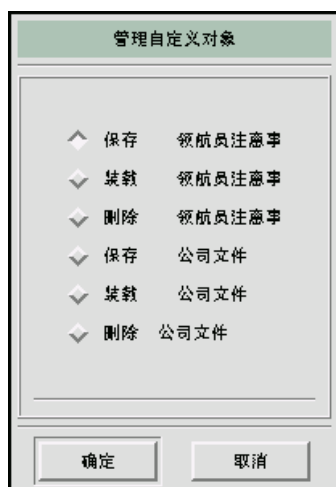 管理自定义对象
保存 领航员注意事
装载 领航员注意事
删除 领航员注意事
保存 公司文件
装载 公司文件
删除 公司文件
确定 取消